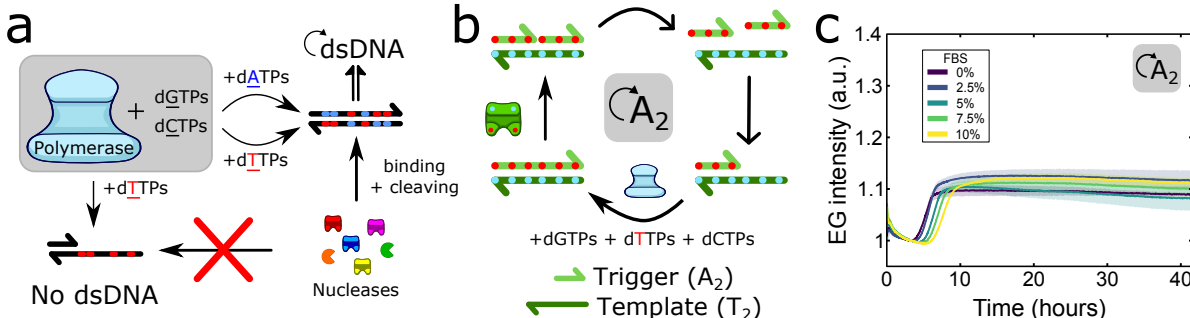 a
dsDNA
+dATPs
dGTPs
+
dCTPs
Polymerase
+dTTPs
+dTTPs
binding
+ cleaving
No dsDNA
Nucleases
b
A2
+dGTPs + dTTPs + dCTPs
Trigger (A2)
Template (T2)
c
1.4
1.3
1.2
1.1
1
EG intensity (a.u.)
FBS
0%
2.5%
5%
7.5%
10%
A2
0
10
20
30
40
Time (hours)